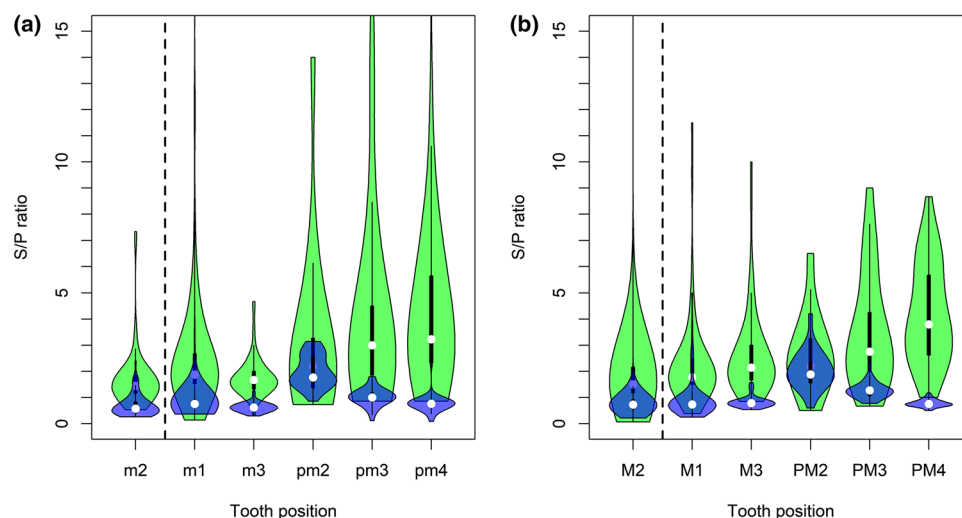 (a)
S/P ratio
15
10
5
0
m2 m1 m3 pm2 pm3 pm4
Tooth position
(b)
S/P ratio
15
10
5
0
M2 M1 M3 PM2 PM3 PM4
Tooth position